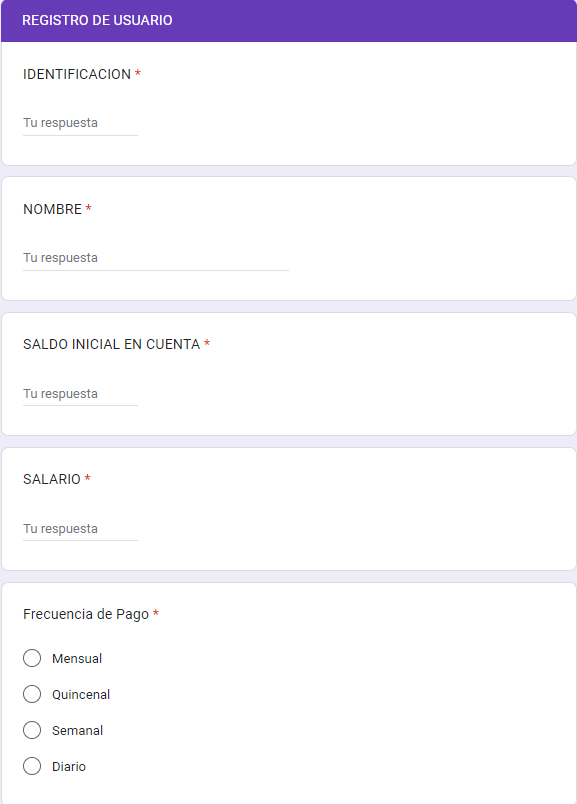 REGISTRO DE USUARIO
IDENTIFICACION *
Tu respuesta
NOMBRE *
Tu respuesta
SALDO INICIAL EN CUENTA *
Tu respuesta
SALARIO *
Tu respuesta
Frecuencia de Pago *
Mensual
Quincenal
Semanal
Diario